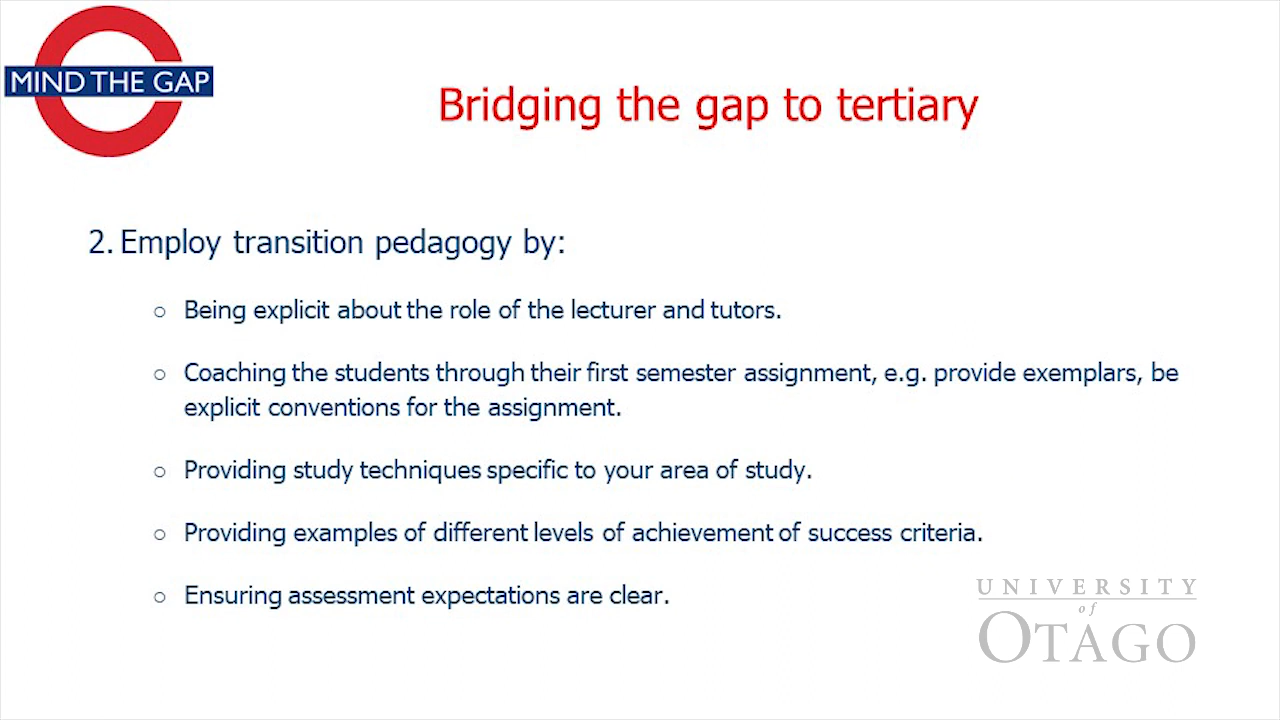 MIND THE GAP
Bridging the gap to tertiary
2. Employ transition pedagogy by:
○ Being explicit about the role of the lecturer and tutors.
○ Coaching the students through their first semester assignment, e.g. provide exemplars, be
explicit conventions for the assignment.
○ Providing study techniques specific to your area of study.
○ Providing examples of different levels of achievement of success criteria.
○ Ensuring assessment expectations are clear.
UNIVERSITY
of
OTAGO